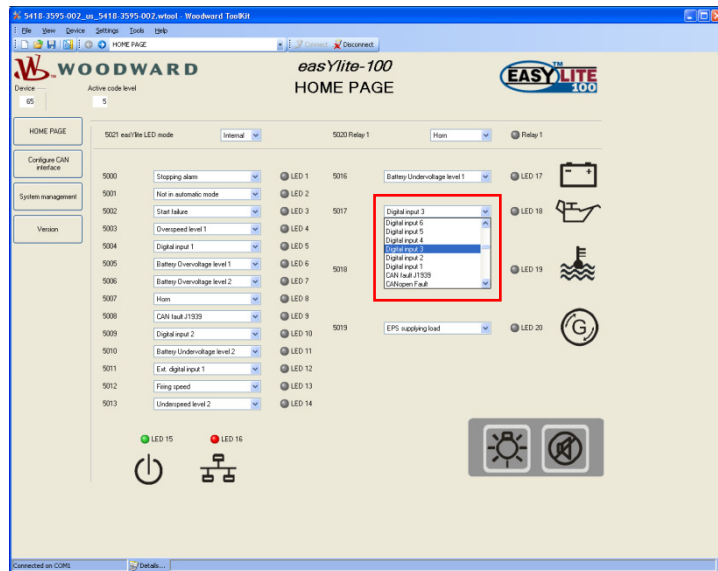 5418-3595-002_us_5418-3595-002.wtool - Woodward ToolKit
File View Device Settings Tools Help
HOME PAGE Connect Disconnect
WOODWARD
easYlite-100
HOME PAGE
EASYLITE
100
TM
Device
65
Active code level
5
HOME PAGE
Configure CAN
interface
System management
Version
5021 easYlite LED mode Internal 5020 Relay 1 Horn Relay 1
5000 Stopping alarm LED 1
5001 Not in automatic mode LED 2
5002 Start failure LED 3
5003 Overspeed level 1 LED 4
5004 Digital input 1 LED 5
5005 Battery Overvoltage level 1 LED 6
5006 Battery Overvoltage level 2 LED 7
5007 Horn LED 8
5008 CAN fault J1939 LED 9
5009 Digital input 2 LED 10
5010 Battery Undervoltage level 2 LED 11
5011 Ext. digital input 1 LED 12
5012 Firing speed LED 13
5013 Underspeed level 2 LED 14
5016 Battery Undervoltage level 1 LED 17
- +
5017 Digital input 3 LED 18
Digital input 6
Digital input 5
Digital input 4
Digital input 3
Digital input 2
Digital input 1
CAN fault J1939
CANopen Fault
5018 LED 19
5019 EPS supplying load LED 20
G
LED 15 LED 16
Connected on COM1 Details...